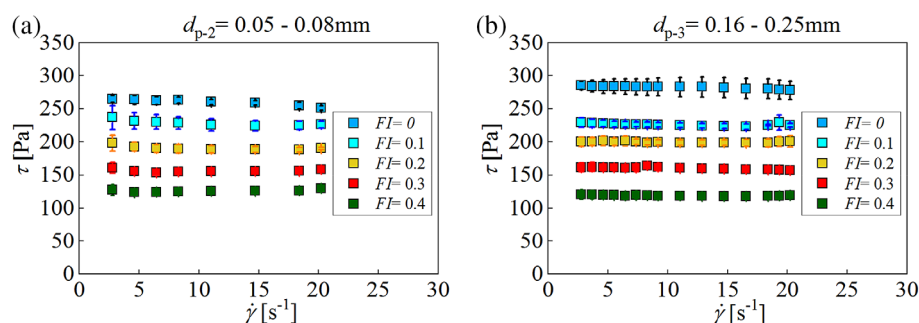 (a) d_p-2= 0.05 - 0.08mm
350
300
250
200
150
100
50
0
τ [Pa]
FI= 0
FI= 0.1
FI= 0.2
FI= 0.3
FI= 0.4
0 5 10 15 20 25 30
γ̇ [s⁻¹]
(b) d_p-3= 0.16 - 0.25mm
350
300
250
200
150
100
50
0
τ [Pa]
FI= 0
FI= 0.1
FI= 0.2
FI= 0.3
FI= 0.4
0 5 10 15 20 25 30
γ̇ [s⁻¹]